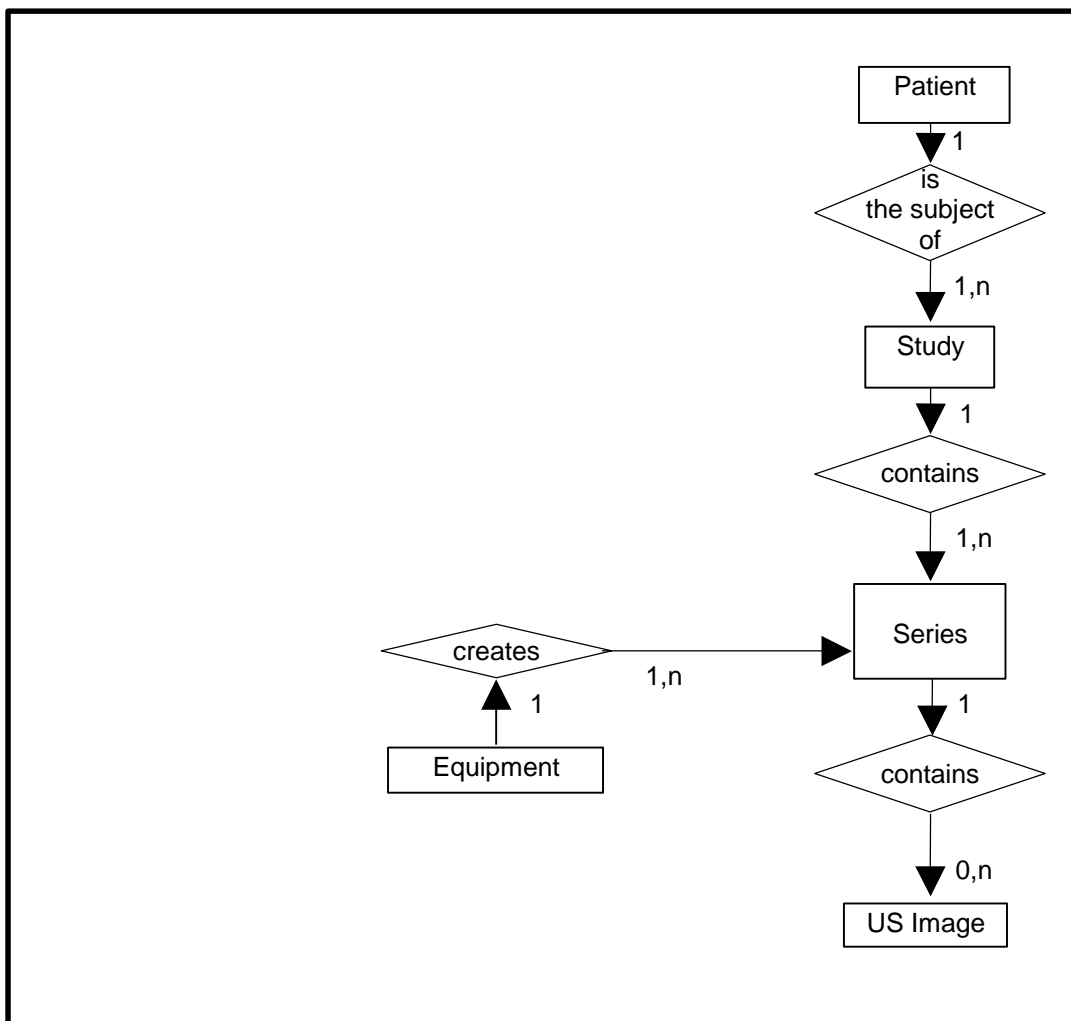 Patient
1
is
the subject
of
1,n
Study
1
contains
1,n
Series
creates
1,n
1
Equipment
1
contains
0,n
US Image